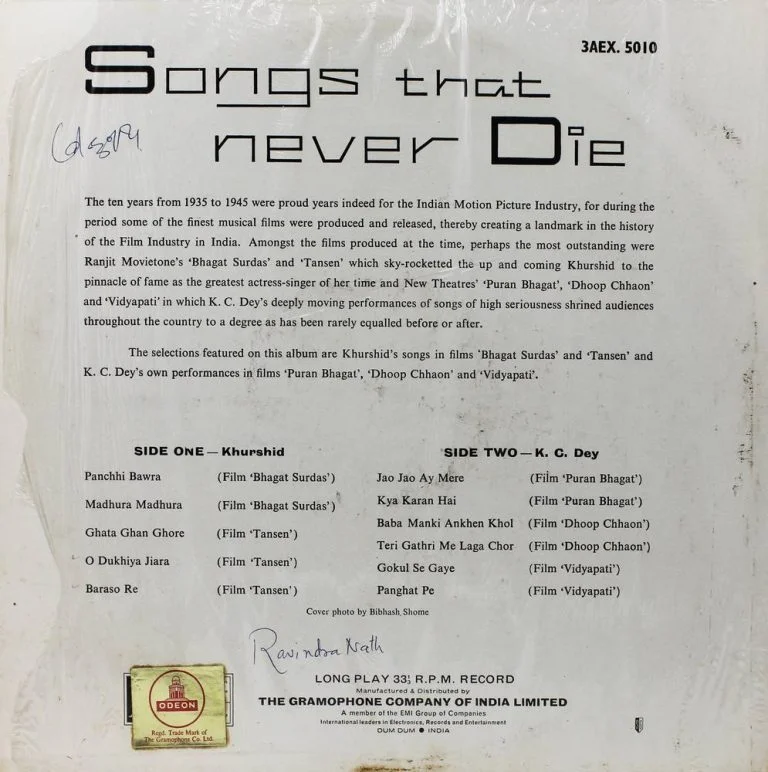 3AEX. 5010
Songs that
never Die
The ten years from 1935 to 1945 were proud years indeed for the Indian Motion Picture Industry, for during the
period some of the finest musical films were produced and released, thereby creating a landmark in the history
of the Film Industry in India. Amongst the films produced at the time, perhaps the most outstanding were
Ranjit Movietone's 'Bhagat Surdas' and 'Tansen' which sky-rocketted the up and coming Khurshid to the
pinnacle of fame as the greatest actress-singer of her time and New Theatres' 'Puran Bhagat', 'Dhoop Chhaon'
and 'Vidyapati' in which K. C. Dey's deeply moving performances of songs of high seriousness shrined audiences
throughout the country to a degree as has been rarely equalled before or after.
The selections featured on this album are Khurshid's songs in films 'Bhagat Surdas' and 'Tansen' and
K. C. Dey's own performances in films 'Puran Bhagat', 'Dhoop Chhaon' and 'Vidyapati'.
SIDE ONE — Khurshid
Panchhi Bawra (Film 'Bhagat Surdas')
Madhura Madhura (Film 'Bhagat Surdas')
Ghata Ghan Ghore (Film 'Tansen')
O Dukhiya Jiara (Film 'Tansen')
Baraso Re (Film 'Tansen')
SIDE TWO — K. C. Dey
Jao Jao Ay Mere (Film 'Puran Bhagat')
Kya Karan Hai (Film 'Puran Bhagat')
Baba Manki Ankhen Khol (Film 'Dhoop Chhaon')
Teri Gathri Me Laga Chor (Film 'Dhoop Chhaon')
Gokul Se Gaye (Film 'Vidyapati')
Panghat Pe (Film 'Vidyapati')
Cover photo by Bibhash Shome
Ravindra Nath
LONG PLAY 33⅓ R.P.M. RECORD
Manufactured & Distributed by
THE GRAMOPHONE COMPANY OF INDIA LIMITED
A member of the EMI Group of Companies
International leaders in Electronics, Records and Entertainment
DUM DUM ● INDIA
ODEON
Regd. Trade Mark of
The Gramophone Co. Ltd.